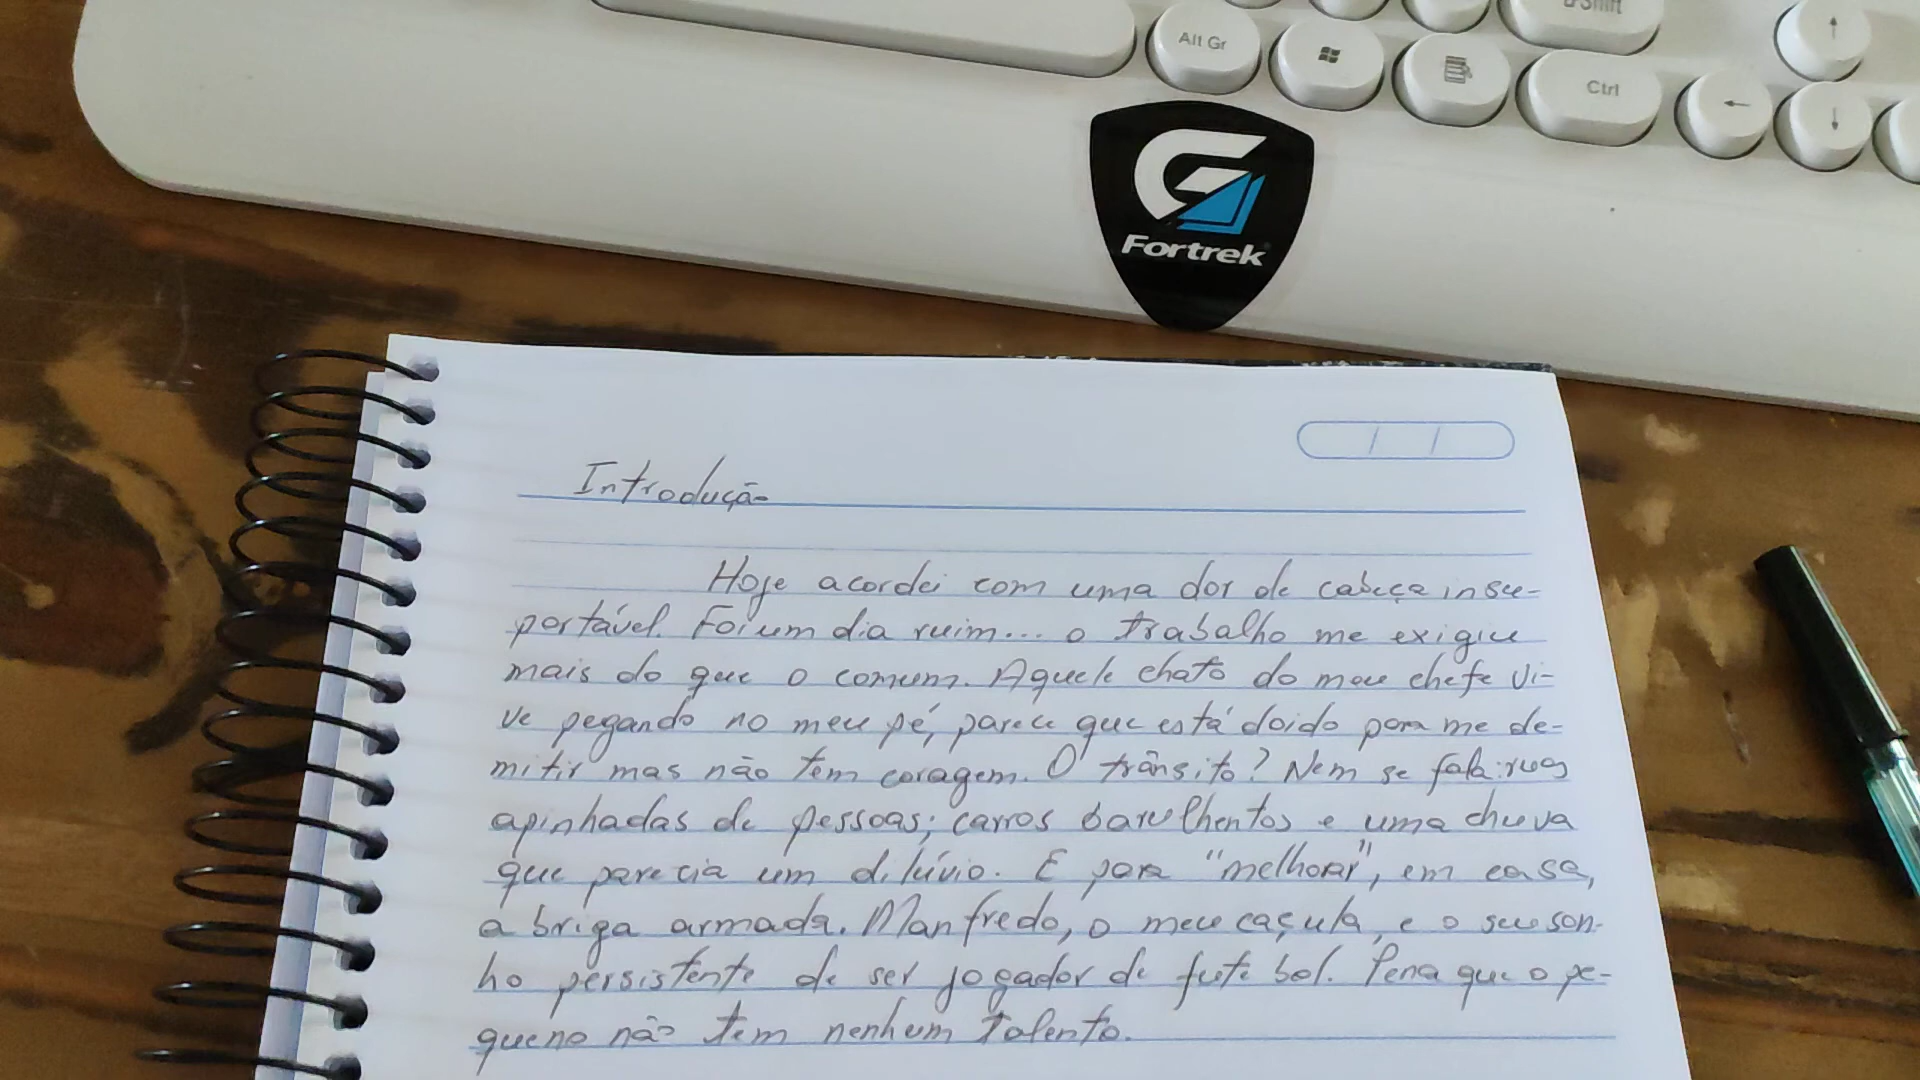 Shift
Alt Gr
Ctrl
↑
←
↓
Fortrek
Introdução
Hoje acordei com uma dor de cabeça insu-
portável. Foi um dia ruim... o trabalho me exigiu
mais do que o comum. Aquele chato do meu chefe vi-
ve pegando no meu pé, parece que está doido para me de-
mitir mas não tem coragem. O trânsito? Nem se fala: ruas
apinhadas de pessoas; carros barulhentos e uma chuva
que parecia um dilúvio. E para "melhorar", em casa,
a briga armada. Manfredo, o meu caçula, e o seu son-
ho persistente de ser jogador de futebol. Pena que o pe-
queno não tem nenhum talento.